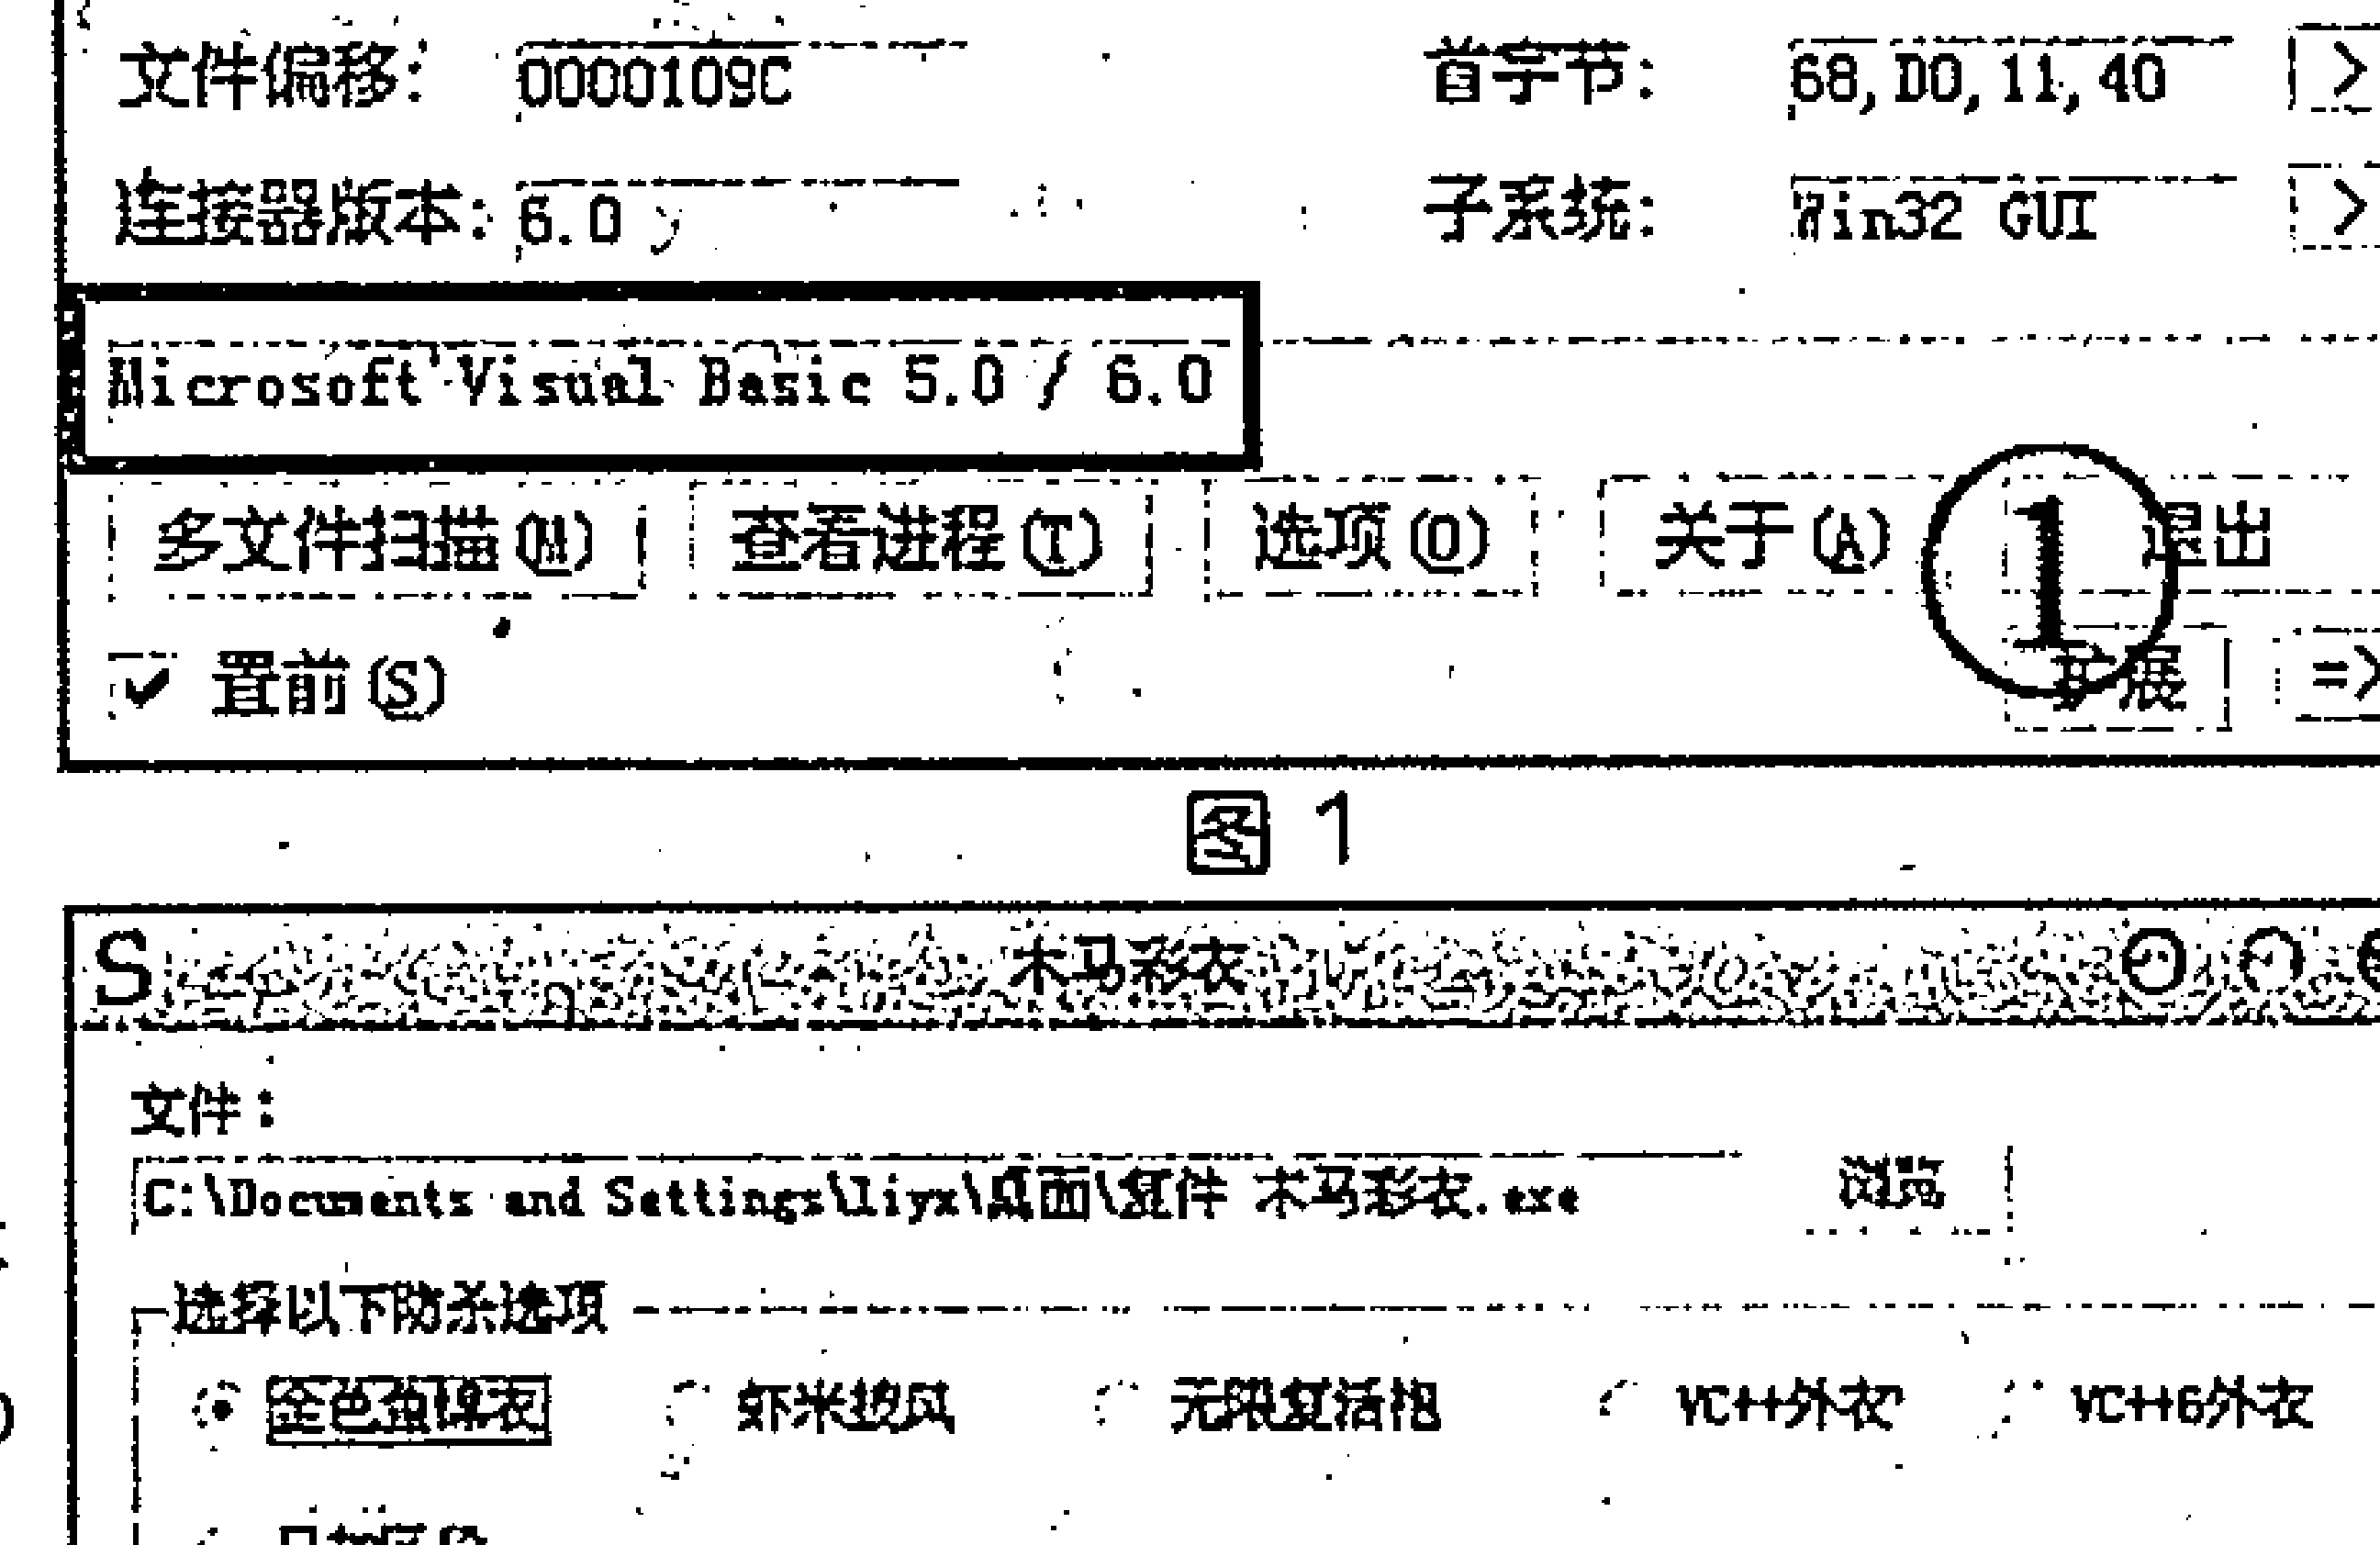 文件偏移: 0000109C 首字节: 68,D0,11,40 >
连接器版本: 6.0 子系统: Win32 GUI >
Microsoft Visual Basic 5.0 / 6.0
多文件扫描(M) 查看进程(T) 选项(O) 关于(A) 1 退出
置前(S) 扩展 =>
图 1
S 木马彩衣
文件:
C:\Documents and Settings\liyx\桌面\复件 木马彩衣.exe 浏览
选择以下防杀选项
金色鱼锦衣 虾米披风 无限复活袍 VC++外衣 VC++6外衣